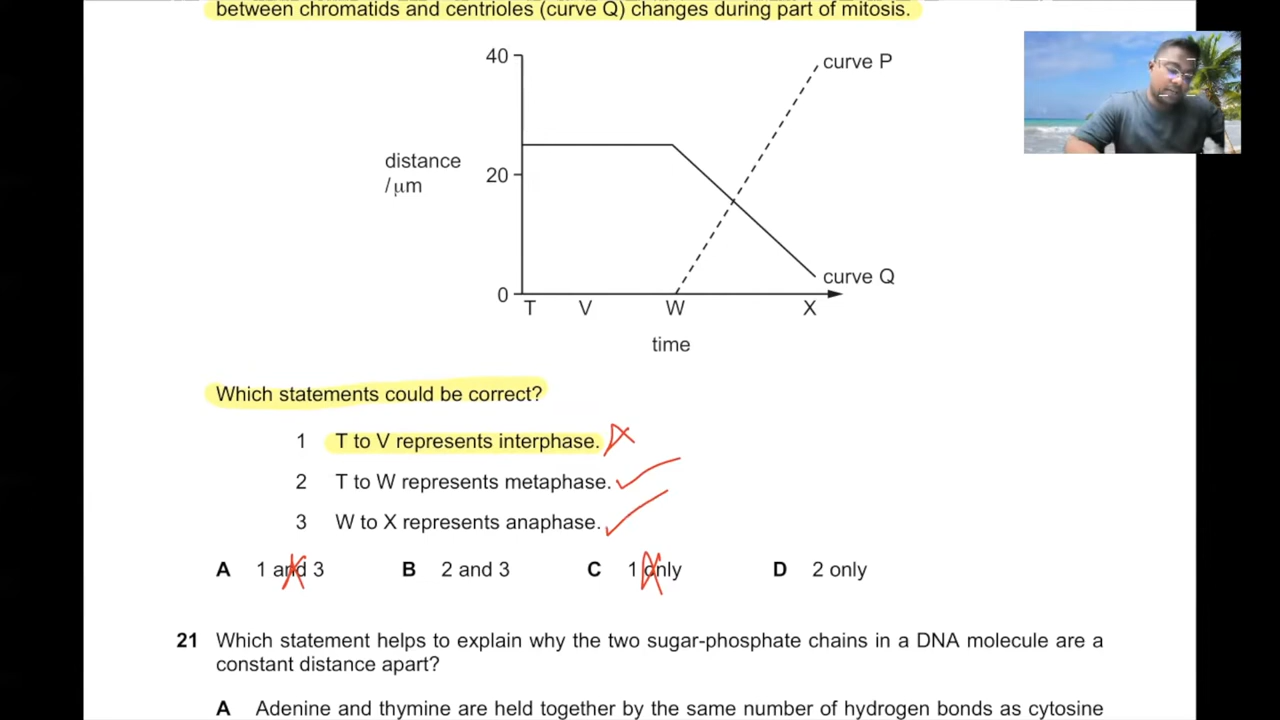 between chromatids and centrioles (curve Q) changes during part of mitosis.
40
curve P
distance
/μm
20
curve Q
0
T V W X
time
Which statements could be correct?
1 T to V represents interphase.
2 T to W represents metaphase.
3 W to X represents anaphase.
A 1 and 3 B 2 and 3 C 1 only D 2 only
21 Which statement helps to explain why the two sugar-phosphate chains in a DNA molecule are a
constant distance apart?
A Adenine and thymine are held together by the same number of hydrogen bonds as cytosine